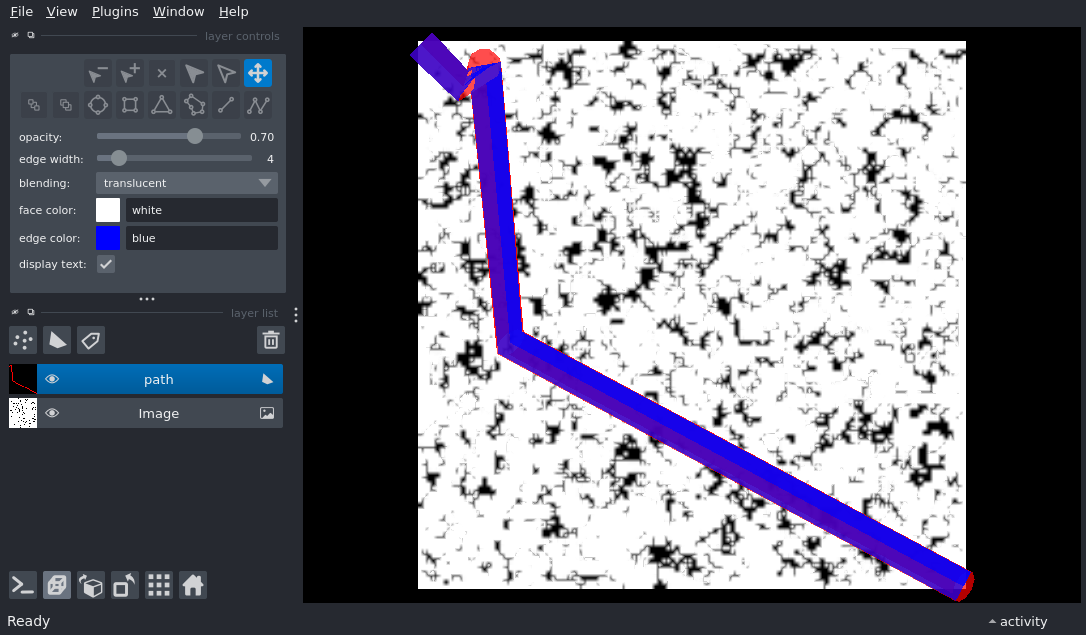 File View Plugins Window Help
layer controls
opacity: 0.70
edge width: 4
blending: translucent
face color: white
edge color: blue
display text:
layer list
path
Image
Ready
activity